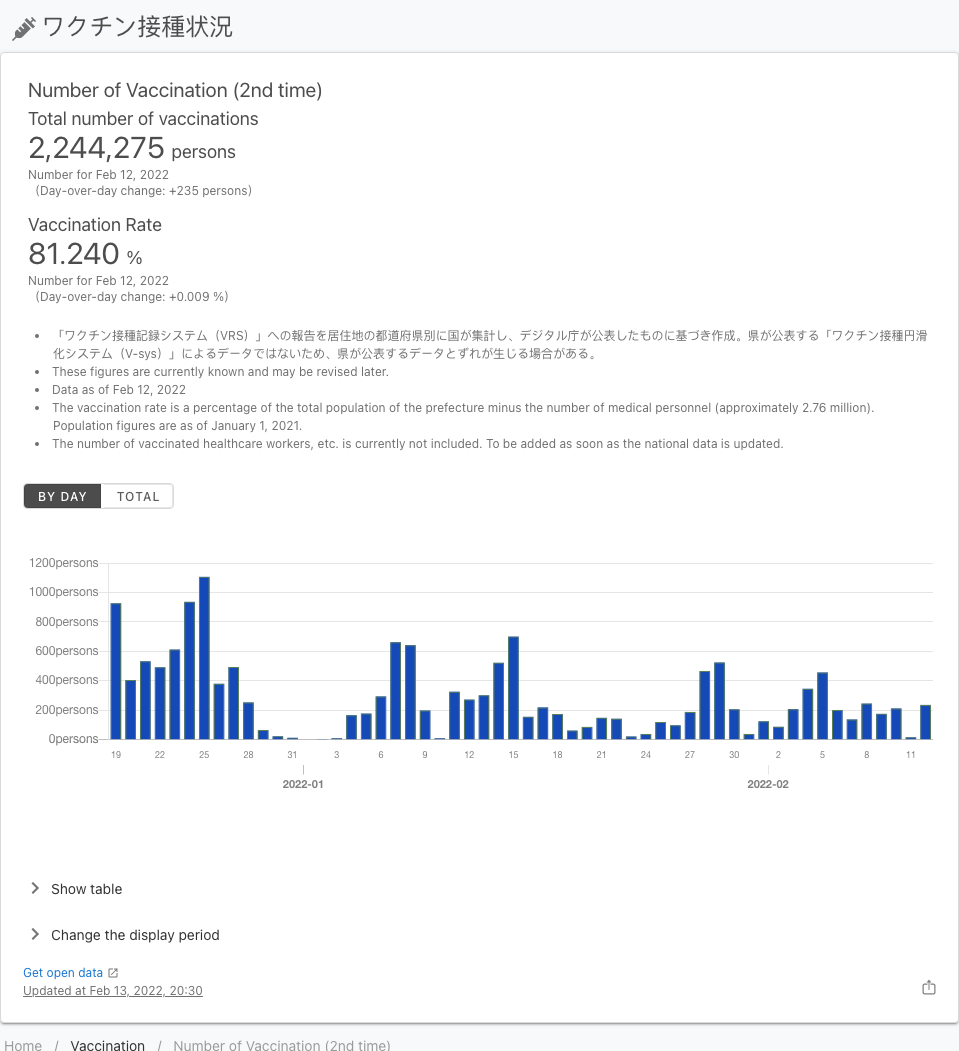 ワクチン接種状況
Number of Vaccination (2nd time)
Total number of vaccinations
2,244,275 persons
Number for Feb 12, 2022
（Day-over-day change: +235 persons)
Vaccination Rate
81.240 %
Number for Feb 12, 2022
（Day-over-day change: +0.009 %)
• 「ワクチン接種記録システム（VRS）」への報告を居住地の都道府県別に国が集計し、デジタル庁が公表したものに基づき作成。県が公表する「ワクチン接種円滑
化システム（V-sys）」によるデータではないため、県が公表するデータとずれが生じる場合がある。
• These figures are currently known and may be revised later.
• Data as of Feb 12, 2022
• The vaccination rate is a percentage of the total population of the prefecture minus the number of medical personnel (approximately 2.76 million).
Population figures are as of January 1, 2021.
• The number of vaccinated healthcare workers, etc. is currently not included. To be added as soon as the national data is updated.
BY DAY TOTAL
1200persons
1000persons
800persons
600persons
400persons
200persons
0persons
19 22 25 28 31 3 6 9 12 15 18 21 24 27 30 2 5 8 11
2022-01 2022-02
Show table
Change the display period
Get open data
Updated at Feb 13, 2022, 20:30
Home / Vaccination / Number of Vaccination (2nd time)